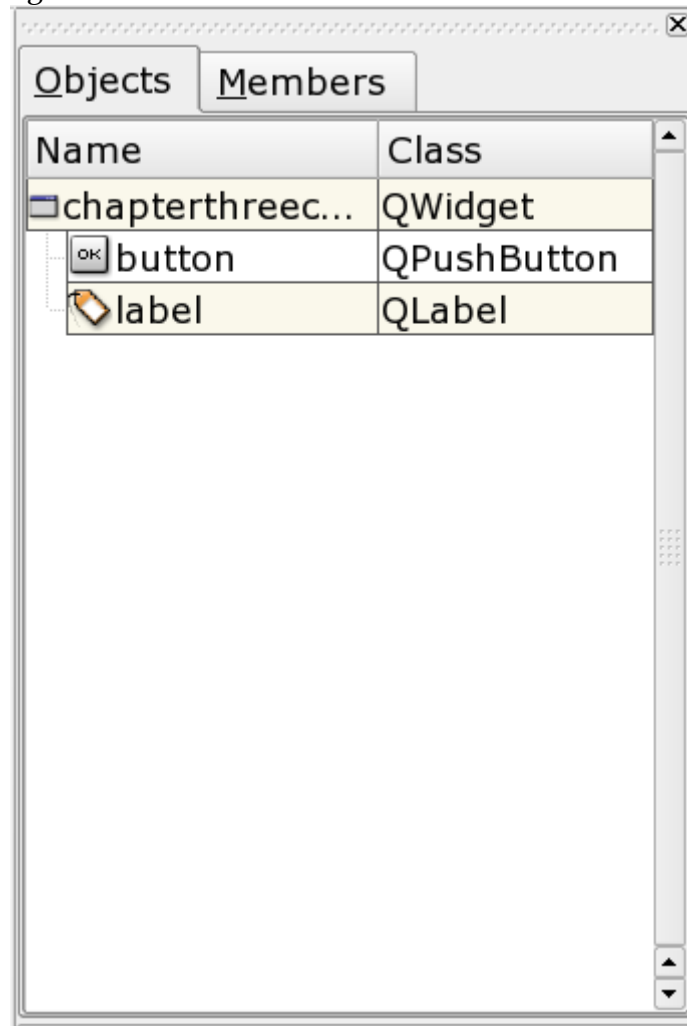 Objects Members
Name Class
chapterthreec... QWidget
OK button QPushButton
label QLabel